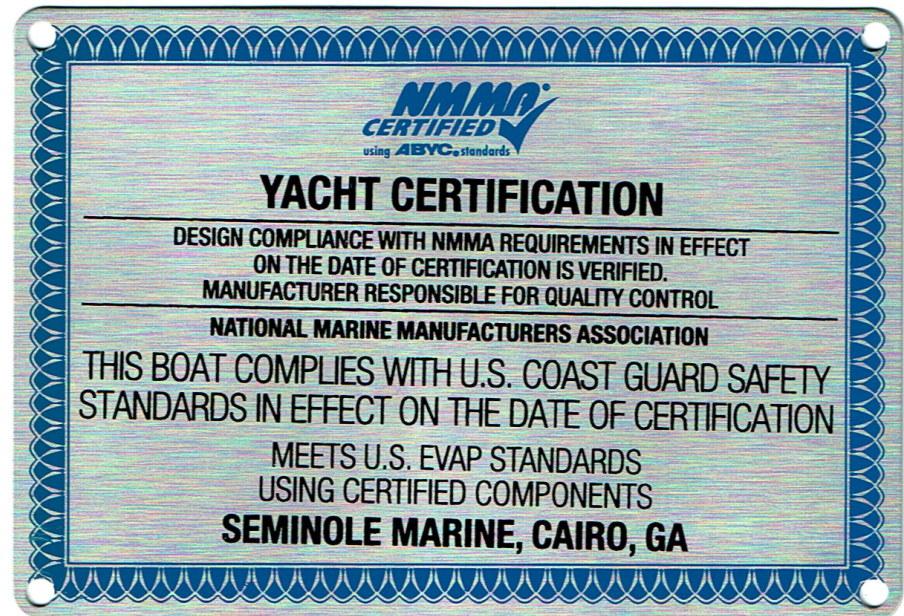 NMMA
CERTIFIED
using ABYC standards
YACHT CERTIFICATION
DESIGN COMPLIANCE WITH NMMA REQUIREMENTS IN EFFECT
ON THE DATE OF CERTIFICATION IS VERIFIED.
MANUFACTURER RESPONSIBLE FOR QUALITY CONTROL
NATIONAL MARINE MANUFACTURERS ASSOCIATION
THIS BOAT COMPLIES WITH U.S. COAST GUARD SAFETY
STANDARDS IN EFFECT ON THE DATE OF CERTIFICATION
MEETS U.S. EVAP STANDARDS
USING CERTIFIED COMPONENTS
SEMINOLE MARINE, CAIRO, GA